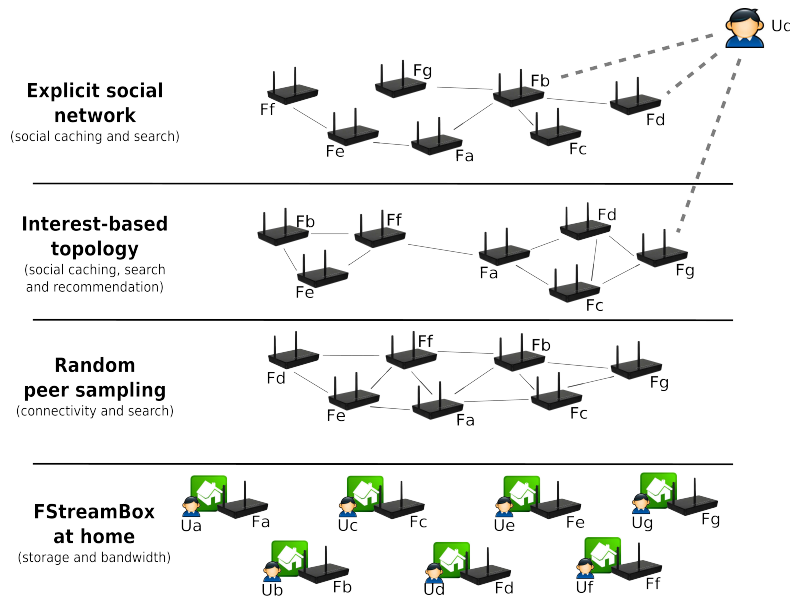 Ud
Explicit social
network
(social caching and search)
Ff
Fg
Fb
Fd
Fe
Fa
Fc
Interest-based
topology
(social caching, search
and recommendation)
Fb
Ff
Fd
Fa
Fg
Fe
Fc
Random
peer sampling
(connectivity and search)
Fd
Ff
Fb
Fg
Fe
Fa
Fc
FStreamBox
at home
(storage and bandwidth)
Ua Fa
Uc Fc
Ue Fe
Ug Fg
Ub Fb
Ud Fd
Uf Ff